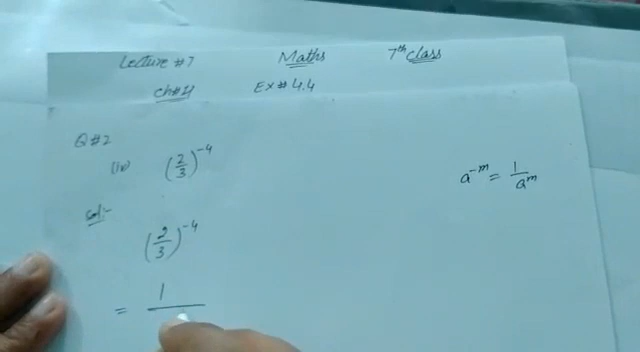 Lecture #7 Maths 7th class
Ch#4 Ex#4.4
Q#2
(iv) (2/3)^-4
Sol:-
(2/3)^-4
a^-m = 1/a^m
= 1/